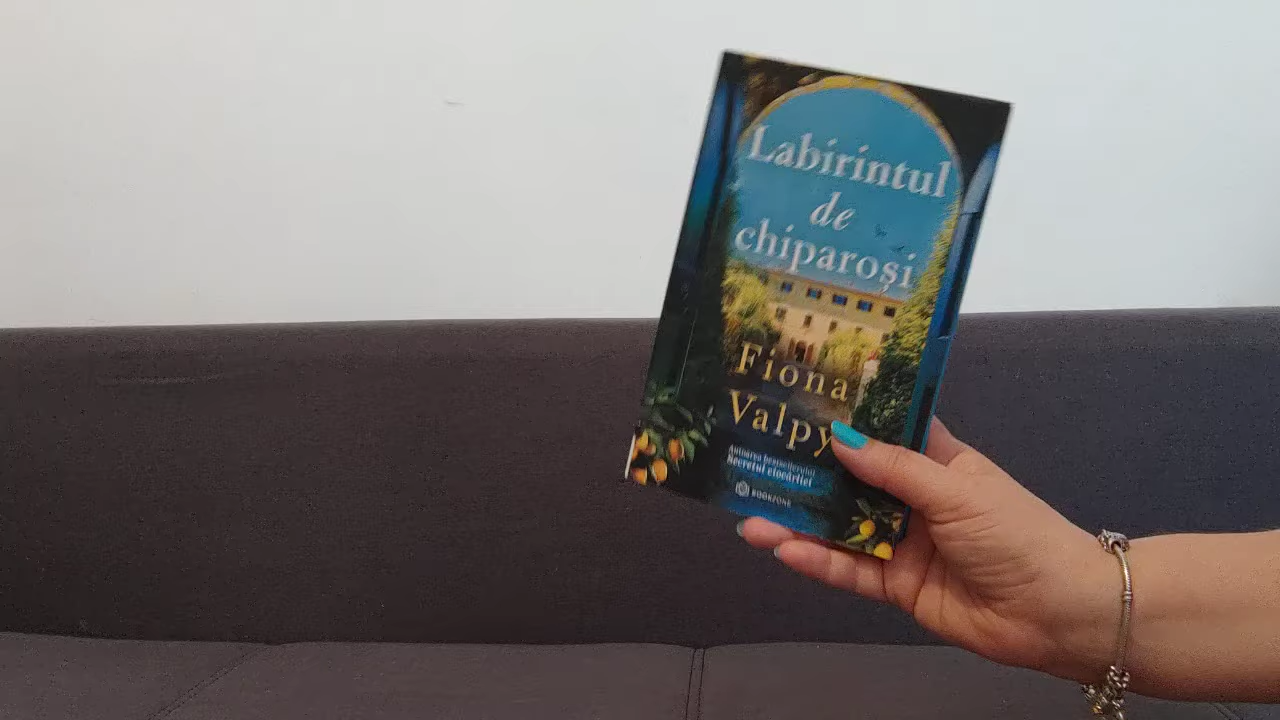 Labirintul
de
chiparoși
Fiona
Valpy
Autoarea bestsellerului
Secretul ciocârliei
BOOKZONE